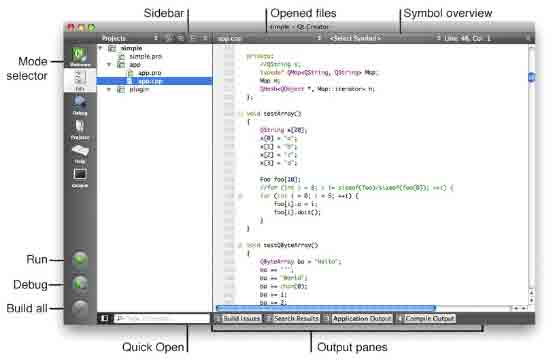 Sidebar
Opened files
Symbol overview
simple - Qt Creator
Projects
app.cpp
<Select Symbol>
Line: 46, Col: 1
Mode selector
Welcome
Edit
Debug
Projects
Help
Output
simple
simple.pro
app
app.pro
app.cpp
plugin
private:
//QString s;
typedef QMap<QString, QString> Map;
Map m;
QHash<QObject *, Map::iterator> h;
};
void testArray()
{
QString x[20];
x[0] = "a";
x[1] = "b";
x[2] = "c";
x[3] = "d";
Foo foo[10];
//for (int i = 0; i != sizeof(foo)/sizeof(foo[0]); ++i) {
for (int i = 0; i < 5; ++i) {
foo[i].a = i;
foo[i].doit();
}
}
void testQByteArray()
{
QByteArray ba = "Hello";
ba += '"';
ba += "World";
ba += char(0);
ba += 1;
ba += 2;
Run
Debug
Build all
1 Build Issues
2 Search Results
3 Application Output
4 Compile Output
Quick Open
Output panes